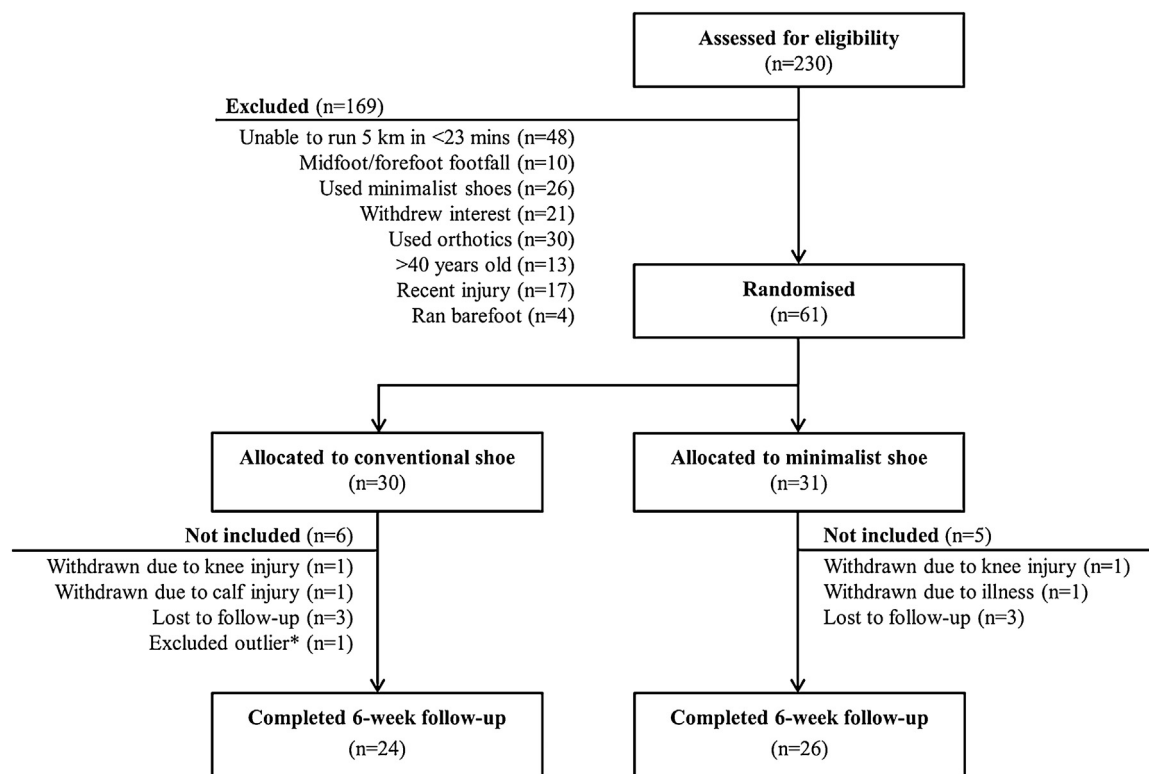 Assessed for eligibility
(n=230)
Excluded (n=169)
Unable to run 5 km in <23 mins (n=48)
Midfoot/forefoot footfall (n=10)
Used minimalist shoes (n=26)
Withdrew interest (n=21)
Used orthotics (n=30)
>40 years old (n=13)
Recent injury (n=17)
Ran barefoot (n=4)
Randomised
(n=61)
Allocated to conventional shoe
(n=30)
Allocated to minimalist shoe
(n=31)
Not included (n=6)
Withdrawn due to knee injury (n=1)
Withdrawn due to calf injury (n=1)
Lost to follow-up (n=3)
Excluded outlier* (n=1)
Not included (n=5)
Withdrawn due to knee injury (n=1)
Withdrawn due to illness (n=1)
Lost to follow-up (n=3)
Completed 6-week follow-up
(n=24)
Completed 6-week follow-up
(n=26)